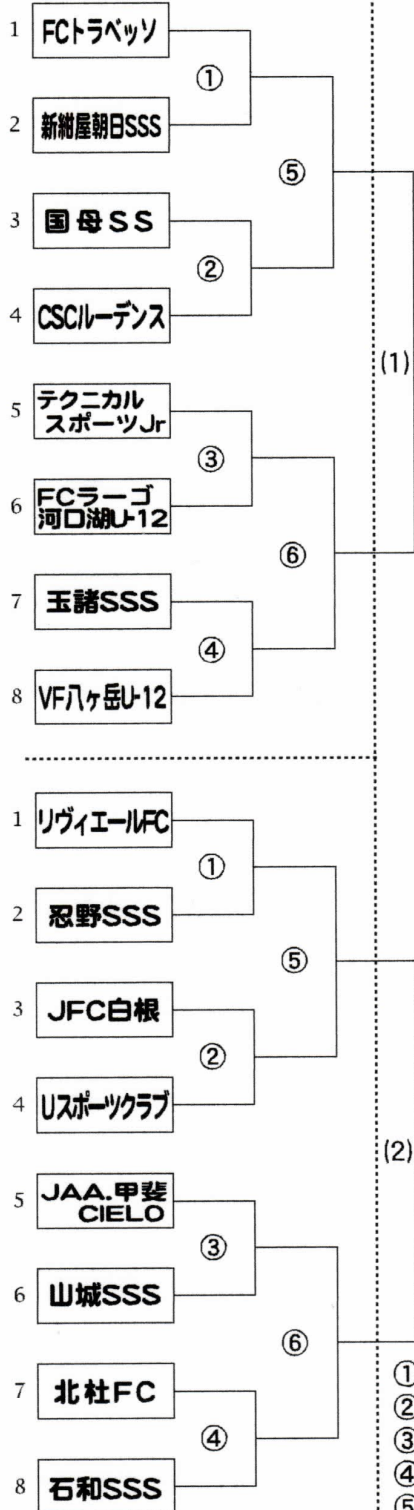 1 FCトラベッソ
①
2 新紺屋朝日SSS
⑤
3 国母SS
②
4 CSCルーデンス
(1)
5 テクニカル
スポーツJr
③
6 FCラーゴ
河口湖U-12
⑥
7 玉諸SSS
④
8 VF八ヶ岳U-12
1 リヴィエールFC
①
2 忍野SSS
⑤
3 JFC白根
②
4 Uスポーツクラブ
(2)
5 JAA.甲斐
CIELO
③
6 山城SSS
⑥
7 北杜FC
④
8 石和SSS
①
②
③
④